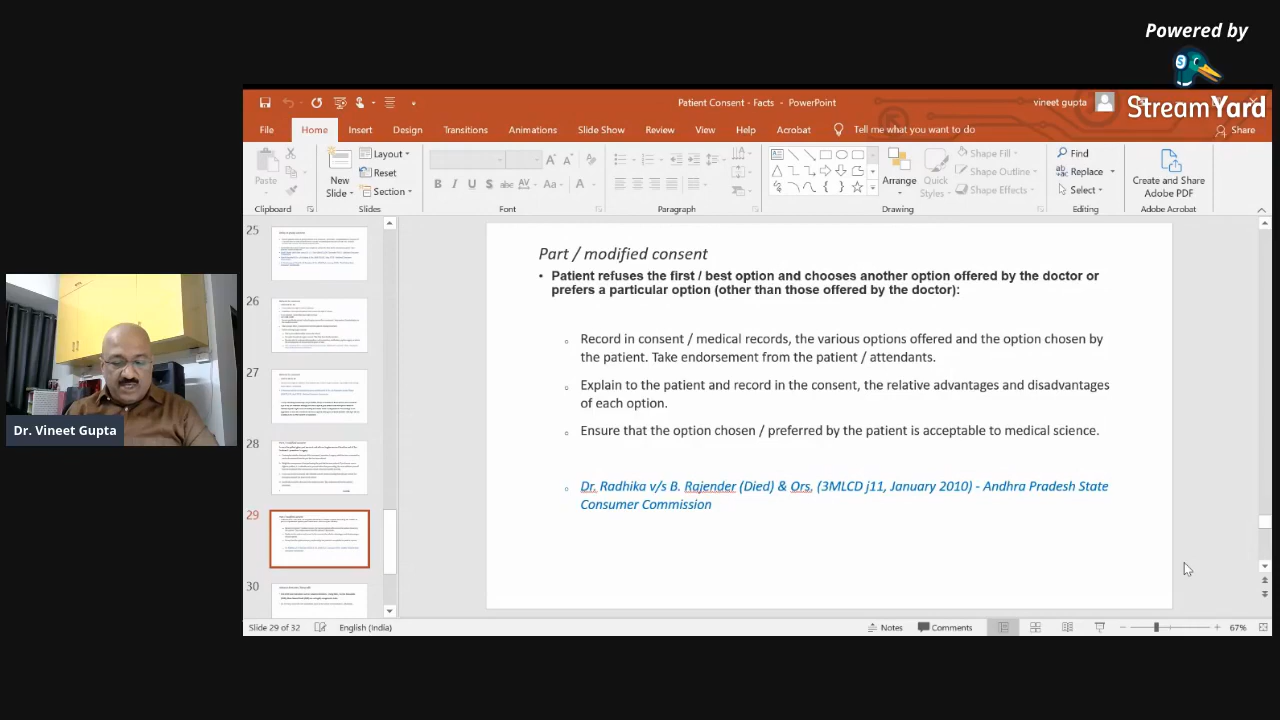 Powered by
StreamYard
Patient Consent - Facts - PowerPoint
vineet gupta
File Home Insert Design Transitions Animations Slide Show Review View Help Acrobat Tell me what you want to do
Share
Paste
New
Slide
Layout
Reset
Section
B I U S abc AV Aa A
Arrange
Quick
Styles
Shape Fill
Shape Outline
Shape Effects
Find
Replace
Select
Create and Share
Adobe PDF
Clipboard Slides Font Paragraph Drawing Editing Adobe Acrobat
25
26
27
28
29
30
Part / modified consent
• Patient refuses the first / best option and chooses another option offered by the doctor or
prefers a particular option (other than those offered by the doctor):
o Record in consent / medical records, the various options offered and the option chosen by
the patient. Take endorsement from the patient / attendants.
o Explain to the patient and record in the consent, the relative advantages and disadvantages
of each option.
o Ensure that the option chosen / preferred by the patient is acceptable to medical science.
o Dr. Radhika v/s B. Rajender (Died) & Ors. (3MLCD j11, January 2010) - Andhra Pradesh State
Consumer Commission
Dr. Vineet Gupta
Slide 29 of 32 English (India) Notes Comments 67%